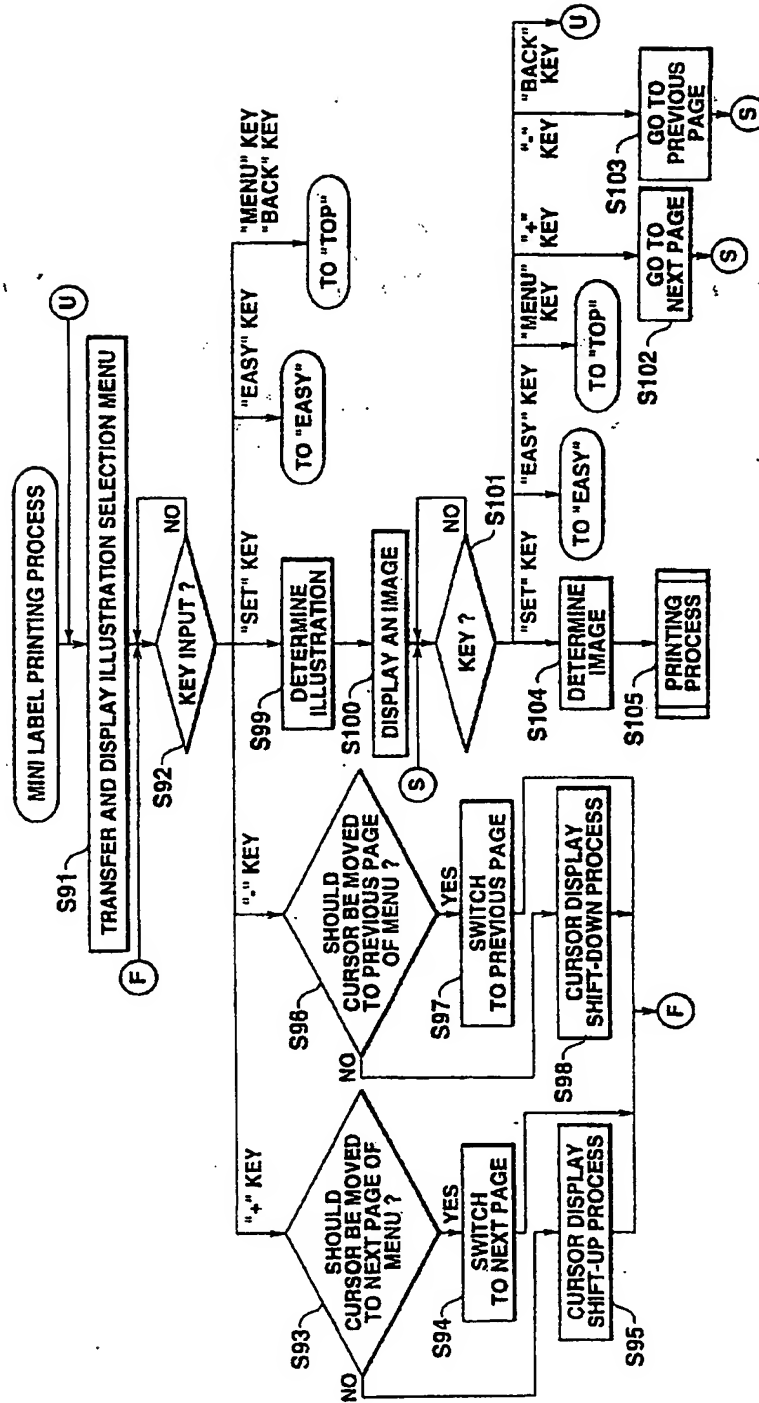 MINI LABEL PRINTING PROCESS
U
S91
TRANSFER AND DISPLAY ILLUSTRATION SELECTION MENU
F
S92
KEY INPUT ?
NO
"+" KEY
"-" KEY
"SET" KEY
"EASY" KEY
"MENU" KEY
"BACK" KEY
S93
SHOULD
CURSOR BE MOVED
TO NEXT PAGE OF
MENU ?
NO
YES
S94
SWITCH
TO NEXT PAGE
S95
CURSOR DISPLAY
SHIFT-UP PROCESS
S96
SHOULD
CURSOR BE MOVED
TO PREVIOUS PAGE
OF MENU ?
NO
YES
S97
SWITCH
TO PREVIOUS PAGE
S98
CURSOR DISPLAY
SHIFT-DOWN PROCESS
F
S99
DETERMINE
ILLUSTRATION
TO "EASY"
TO "TOP"
S100
DISPLAY AN IMAGE
S
KEY ?
NO
S101
"SET" KEY
"EASY" KEY
"MENU"
KEY
"+"
KEY
"-"
KEY
"BACK"
KEY
S104
DETERMINE
IMAGE
TO "EASY"
TO "TOP"
S102
GO TO
NEXT PAGE
S
S103
GO TO
PREVIOUS
PAGE
S
U
S105
PRINTING
PROCESS